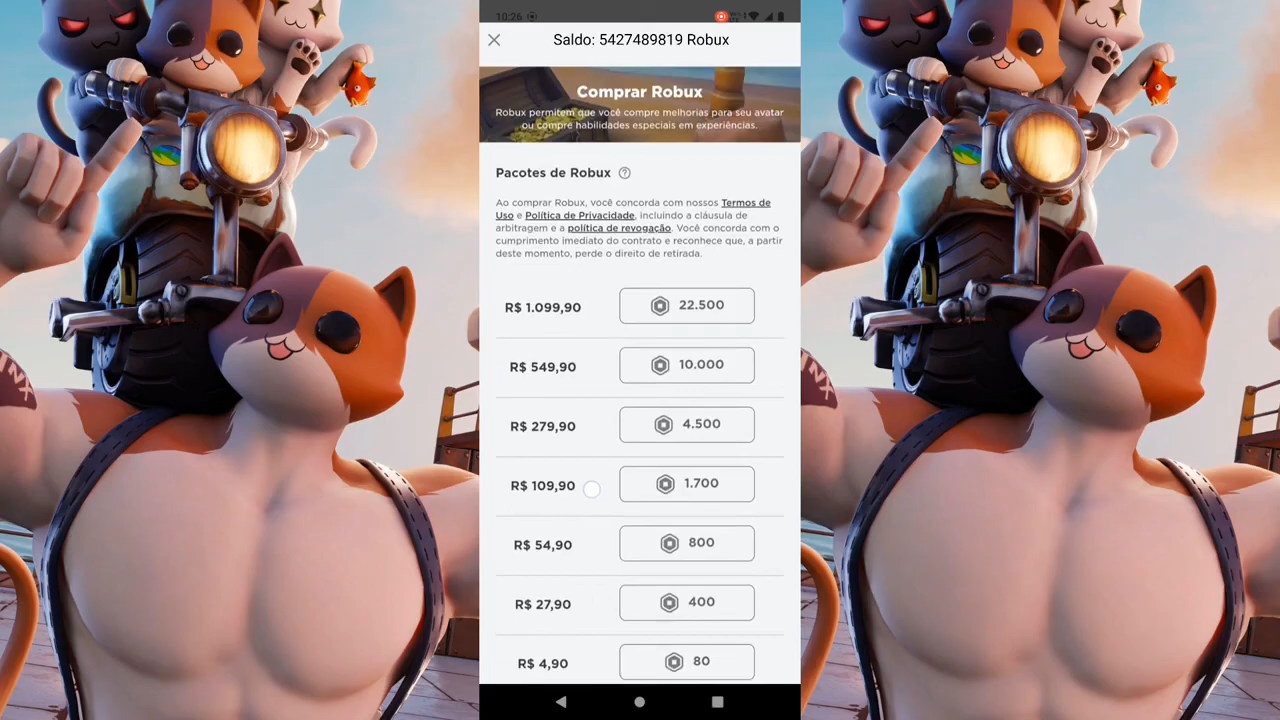 10:26
Saldo: 5427489819 Robux
Comprar Robux
Robux permitem que você compre melhorias para seu avatar
ou compre habilidades especiais em experiências.
Pacotes de Robux ?
Ao comprar Robux, você concorda com nossos Termos de
Uso e Política de Privacidade, incluindo a cláusula de
arbitragem e a política de revogação. Você concorda com o
cumprimento imediato do contrato e reconhece que, a partir
deste momento, perde o direito de retirada.
R$ 1.099,90 22.500
R$ 549,90 10.000
R$ 279,90 4.500
R$ 109,90 1.700
R$ 54,90 800
R$ 27,90 400
R$ 4,90 80